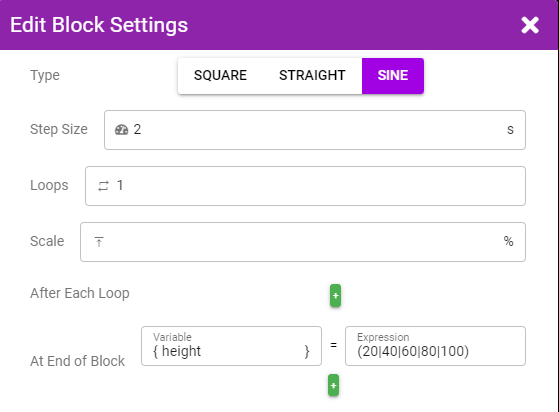 Edit Block Settings
Type SQUARE STRAIGHT SINE
Step Size 2 s
Loops 1
Scale %
After Each Loop +
Variable Expression
At End of Block { height } = (20|40|60|80|100)
+